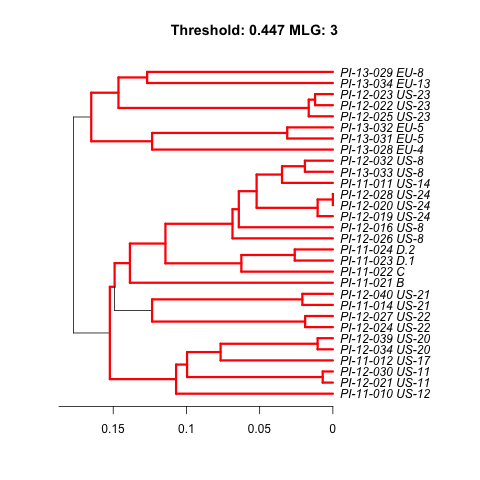 Threshold: 0.447 MLG: 3
PI-13-029 EU-8
PI-13-034 EU-13
PI-12-023 US-23
PI-12-022 US-23
PI-12-025 US-23
PI-13-032 EU-5
PI-13-031 EU-5
PI-13-028 EU-4
PI-12-032 US-8
PI-13-033 US-8
PI-11-011 US-14
PI-12-028 US-24
PI-12-020 US-24
PI-12-019 US-24
PI-12-016 US-8
PI-12-026 US-8
PI-11-024 D.2
PI-11-023 D.1
PI-11-022 C
PI-11-021 B
PI-12-040 US-21
PI-11-014 US-21
PI-12-027 US-22
PI-12-024 US-22
PI-12-039 US-20
PI-12-034 US-20
PI-11-012 US-17
PI-12-030 US-11
PI-12-021 US-11
PI-11-010 US-12
0.15 0.1 0.05 0